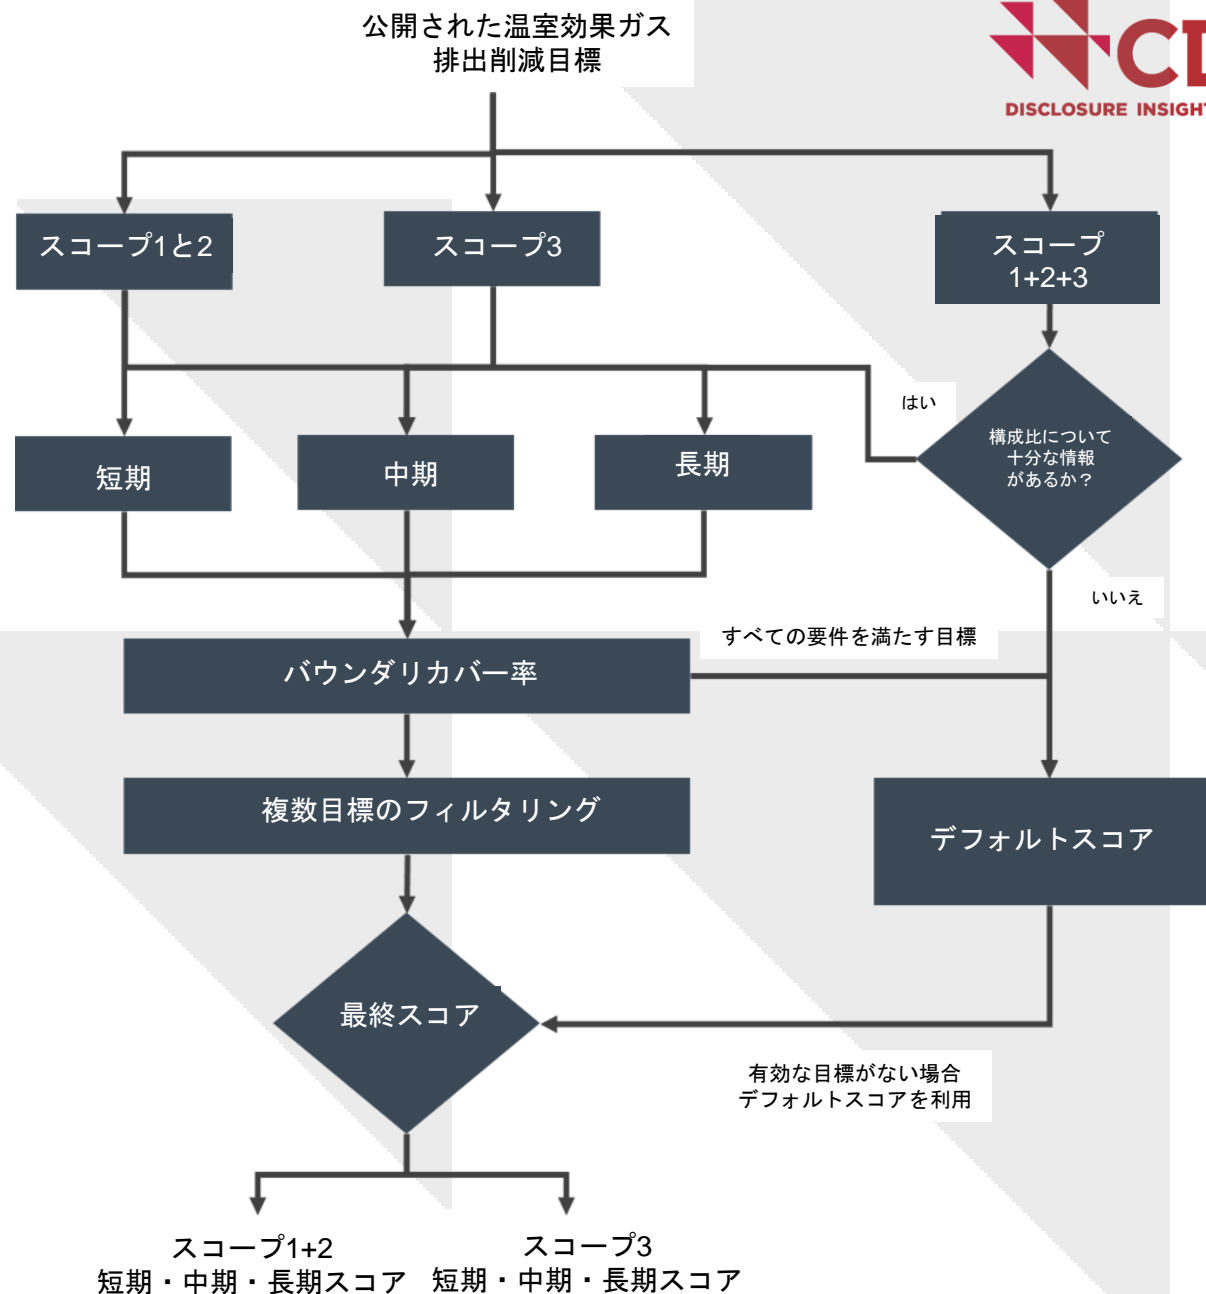 公開された温室効果ガス
排出削減目標
DISCLOSURE INSIGHT
スコープ1と2
スコープ3
スコープ
1+2+3
はい
構成比について
十分な情報
があるか？
短期
中期
長期
いいえ
すべての要件を満たす目標
バウンダリカバー率
複数目標のフィルタリング
デフォルトスコア
最終スコア
有効な目標がない場合
デフォルトスコアを利用
スコープ1+2
短期・中期・長期スコア
スコープ3
短期・中期・長期スコア